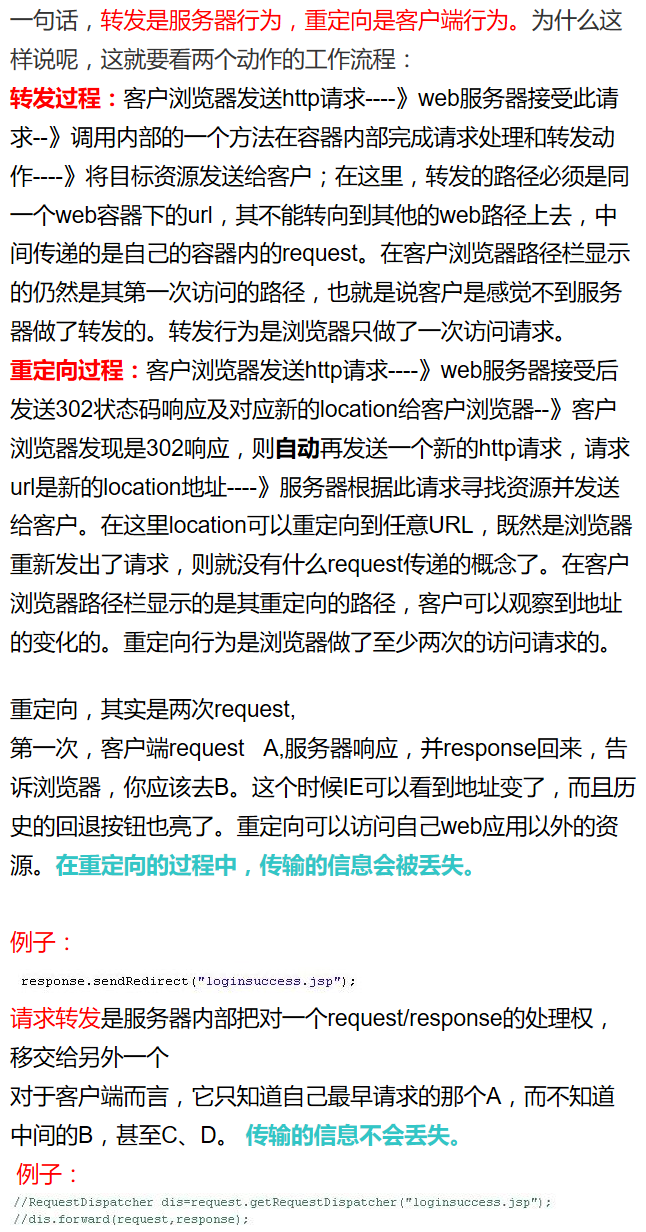 一句话，转发是服务器行为，重定向是客户端行为。为什么这
样说呢，这就要看两个动作的工作流程：
转发过程：客户浏览器发送http请求----》web服务器接受此请
求--》调用内部的一个方法在容器内部完成请求处理和转发动
作----》将目标资源发送给客户；在这里，转发的路径必须是同
一个web容器下的url，其不能转向到其他的web路径上去，中
间传递的是自己的容器内的request。在客户浏览器路径栏显示
的仍然是其第一次访问的路径，也就是说客户是感觉不到服务
器做了转发的。转发行为是浏览器只做了一次访问请求。
重定向过程：客户浏览器发送http请求----》web服务器接受后
发送302状态码响应及对应新的location给客户浏览器--》客户
浏览器发现是302响应，则自动再发送一个新的http请求，请求
url是新的location地址----》服务器根据此请求寻找资源并发送
给客户。在这里location可以重定向到任意URL，既然是浏览器
重新发出了请求，则就没有什么request传递的概念了。在客户
浏览器路径栏显示的是其重定向的路径，客户可以观察到地址
的变化的。重定向行为是浏览器做了至少两次的访问请求的。
重定向，其实是两次request,
第一次，客户端request   A,服务器响应，并response回来，告
诉浏览器，你应该去B。这个时候IE可以看到地址变了，而且历
史的回退按钮也亮了。重定向可以访问自己web应用以外的资
源。在重定向的过程中，传输的信息会被丢失。
例子：
response.sendRedirect("loginsuccess.jsp");
请求转发是服务器内部把对一个request/response的处理权，
移交给另外一个
对于客户端而言，它只知道自己最早请求的那个A，而不知道
中间的B，甚至C、D。 传输的信息不会丢失。
例子：
//RequestDispatcher dis=request.getRequestDispatcher("loginsuccess.jsp");
//dis.forward(request,response);